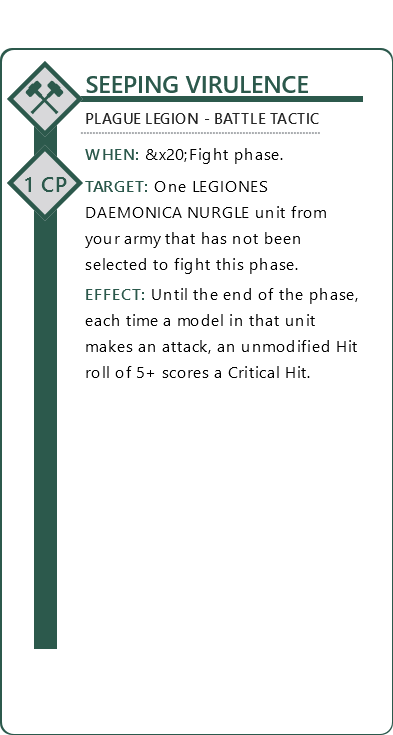 SEEPING VIRULENCE
PLAGUE LEGION - BATTLE TACTIC
WHEN: &x20;Fight phase.
1 CP
TARGET: One LEGIONES
DAEMONICA NURGLE unit from
your army that has not been
selected to fight this phase.
EFFECT: Until the end of the phase,
each time a model in that unit
makes an attack, an unmodified Hit
roll of 5+ scores a Critical Hit.